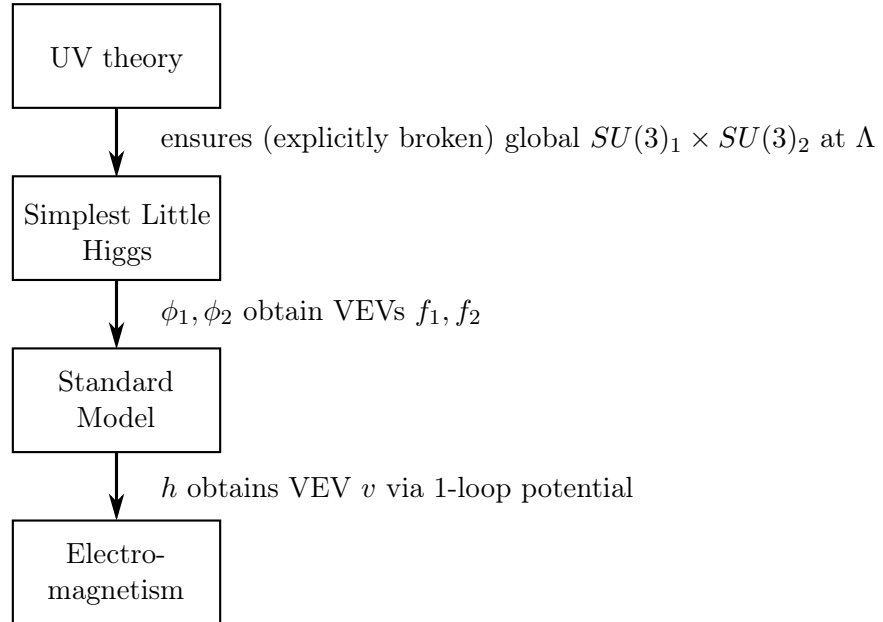 UV theory
ensures (explicitly broken) global $SU(3)_1 \times SU(3)_2$ at $\Lambda$
Simplest Little
Higgs
$\phi_1, \phi_2$ obtain VEVs $f_1, f_2$
Standard
Model
$h$ obtains VEV $v$ via 1-loop potential
Electro-
magnetism